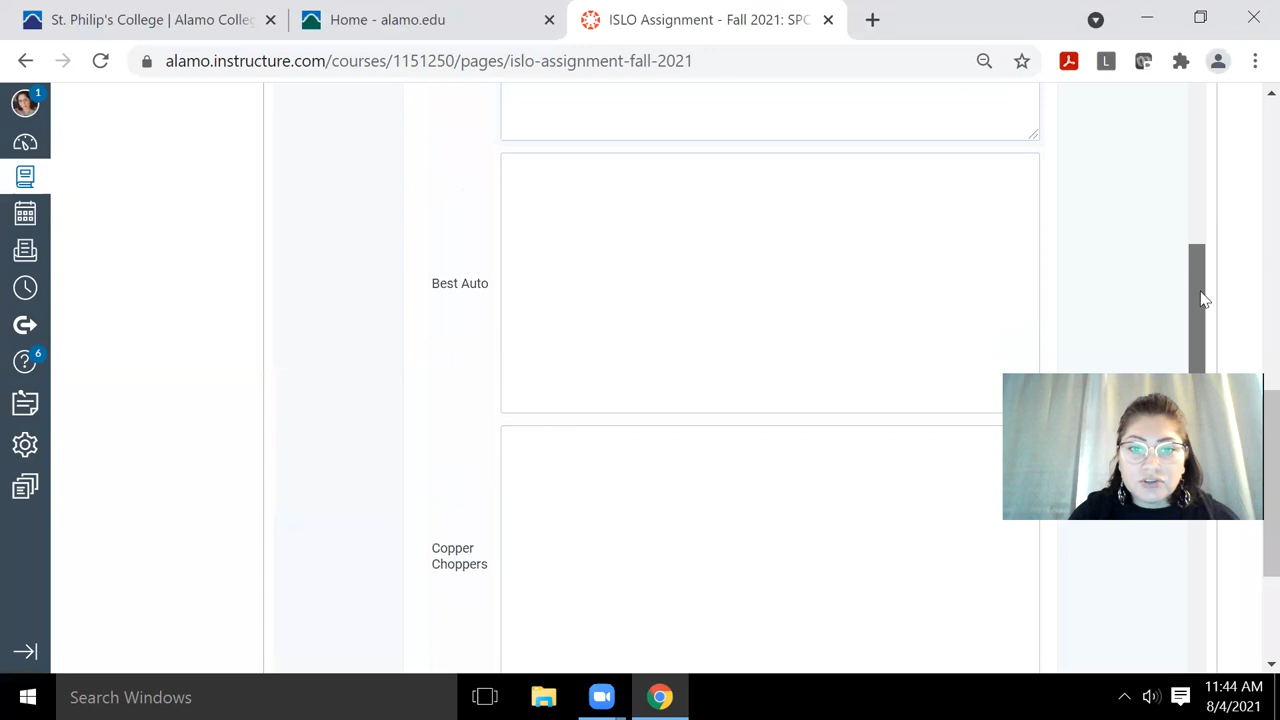 St. Philip's College | Alamo Colleg
Home - alamo.edu
ISLO Assignment - Fall 2021: SPC
alamo.instructure.com/courses/1151250/pages/islo-assignment-fall-2021
L
1
6
Best Auto
Copper
Choppers
Search Windows
11:44 AM
8/4/2021